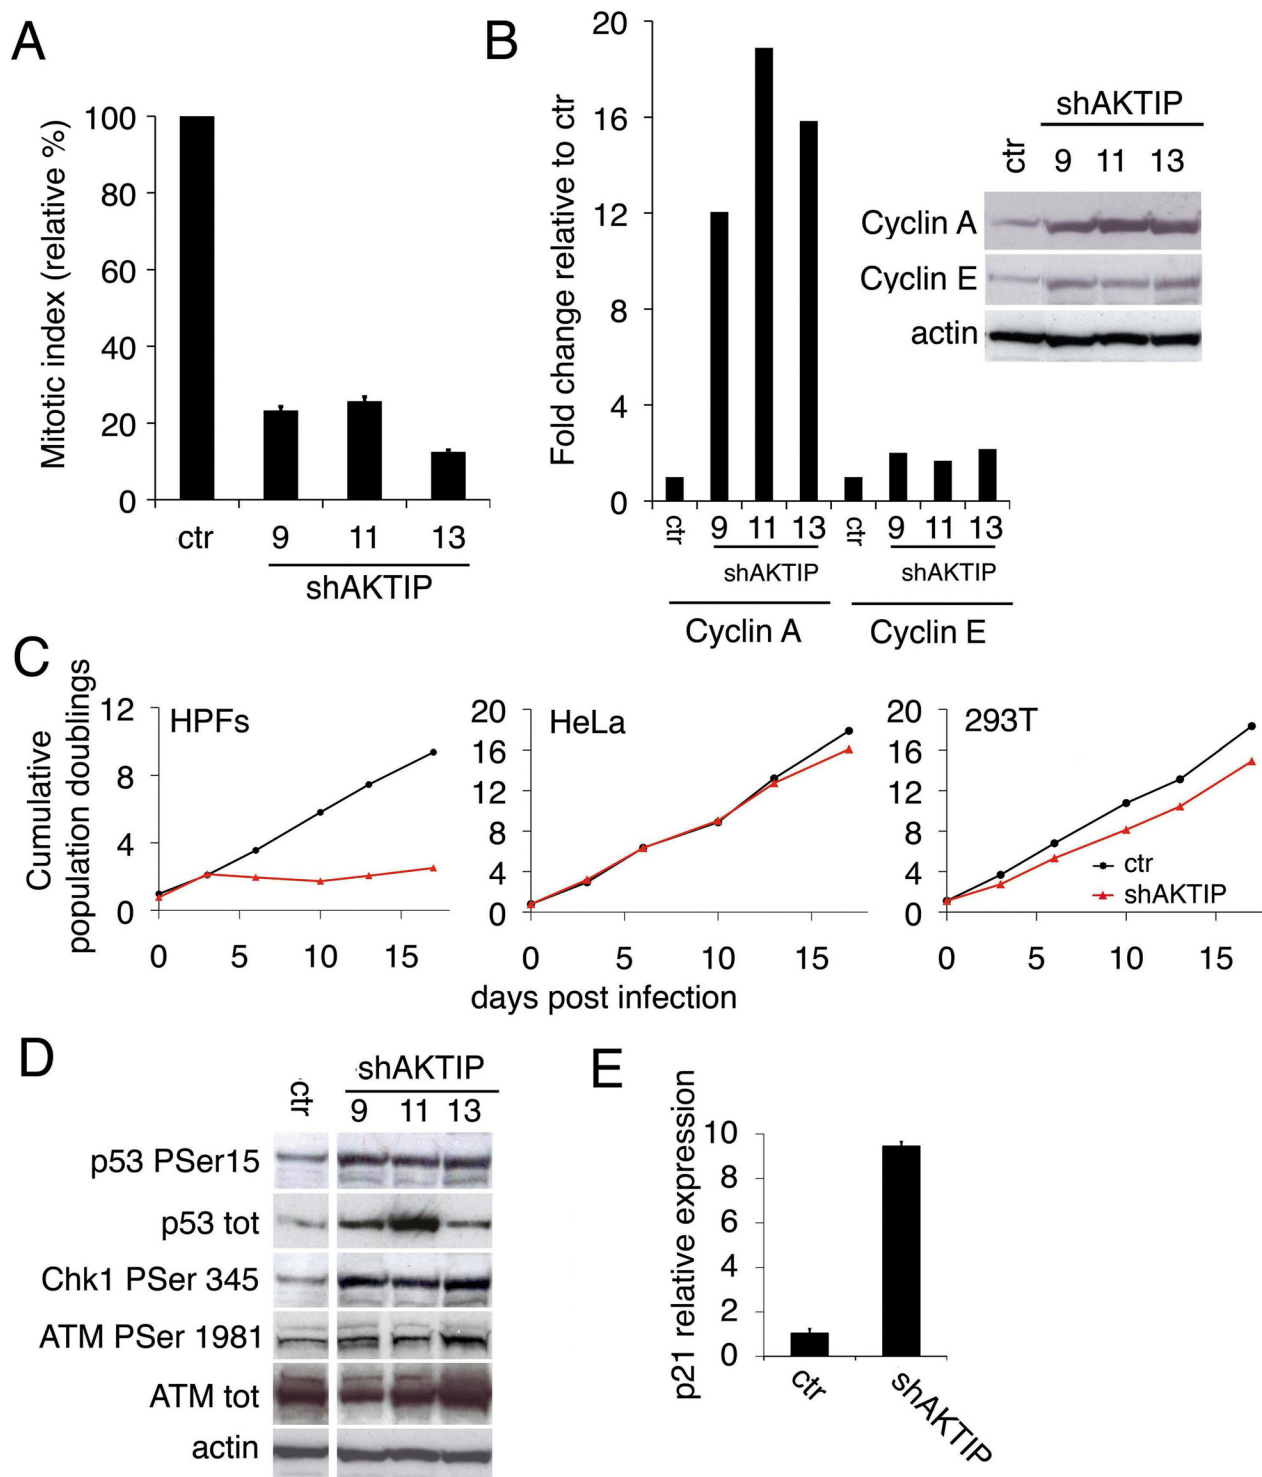 A
Mitotic index (relative %)
100
80
60
40
20
0
ctr 9 11 13
shAKTIP
B
Fold change relative to ctr
20
16
12
8
4
0
ctr 9 11 13 ctr 9 11 13
shAKTIP shAKTIP
Cyclin A Cyclin E
shAKTIP
ctr 9 11 13
Cyclin A
Cyclin E
actin
C
Cumulative
population doublings
HPFs
12
8
4
0
0 5 10 15
HeLa
20
16
12
8
4
0
0 5 10 15
293T
20
16
12
8
4
0
0 5 10 15
ctr
shAKTIP
days post infection
D
shAKTIP
ctr 9 11 13
p53 PSer15
p53 tot
Chk1 PSer 345
ATM PSer 1981
ATM tot
actin
E
p21 relative expression
10
8
6
4
2
0
ctr shAKTIP